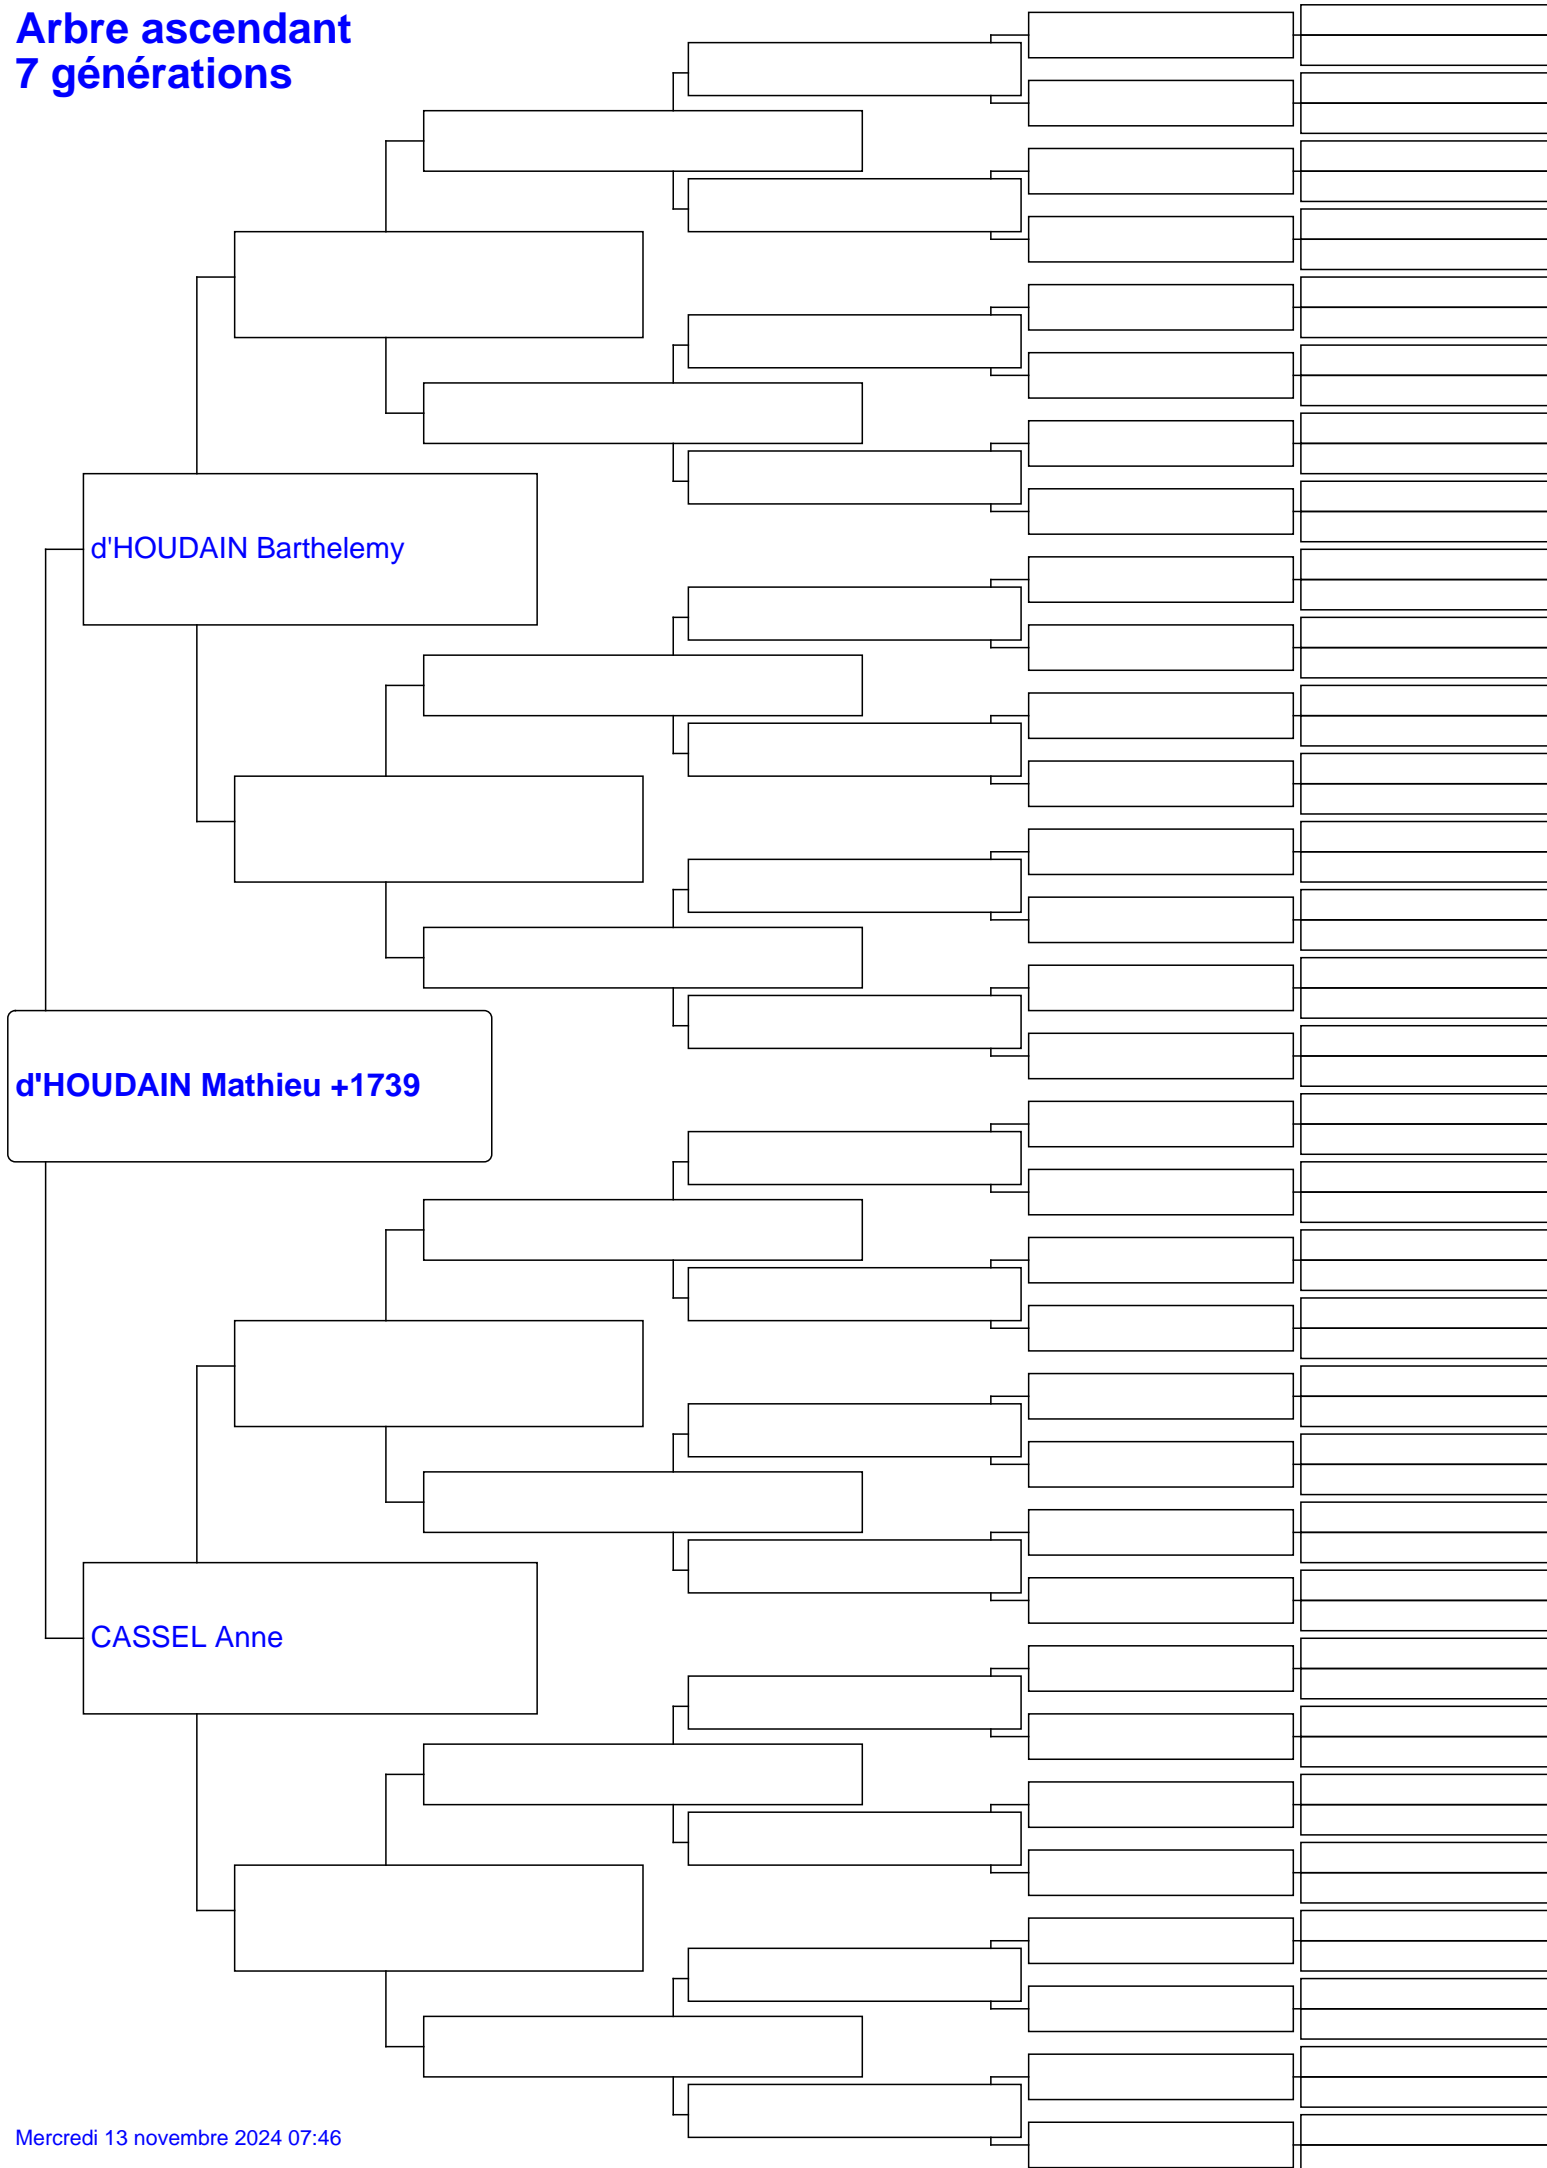 Arbre ascendant
7 générations
d'HOUDAIN Barthelemy
d'HOUDAIN Mathieu +1739
CASSEL Anne
Mercredi 13 novembre 2024 07:46